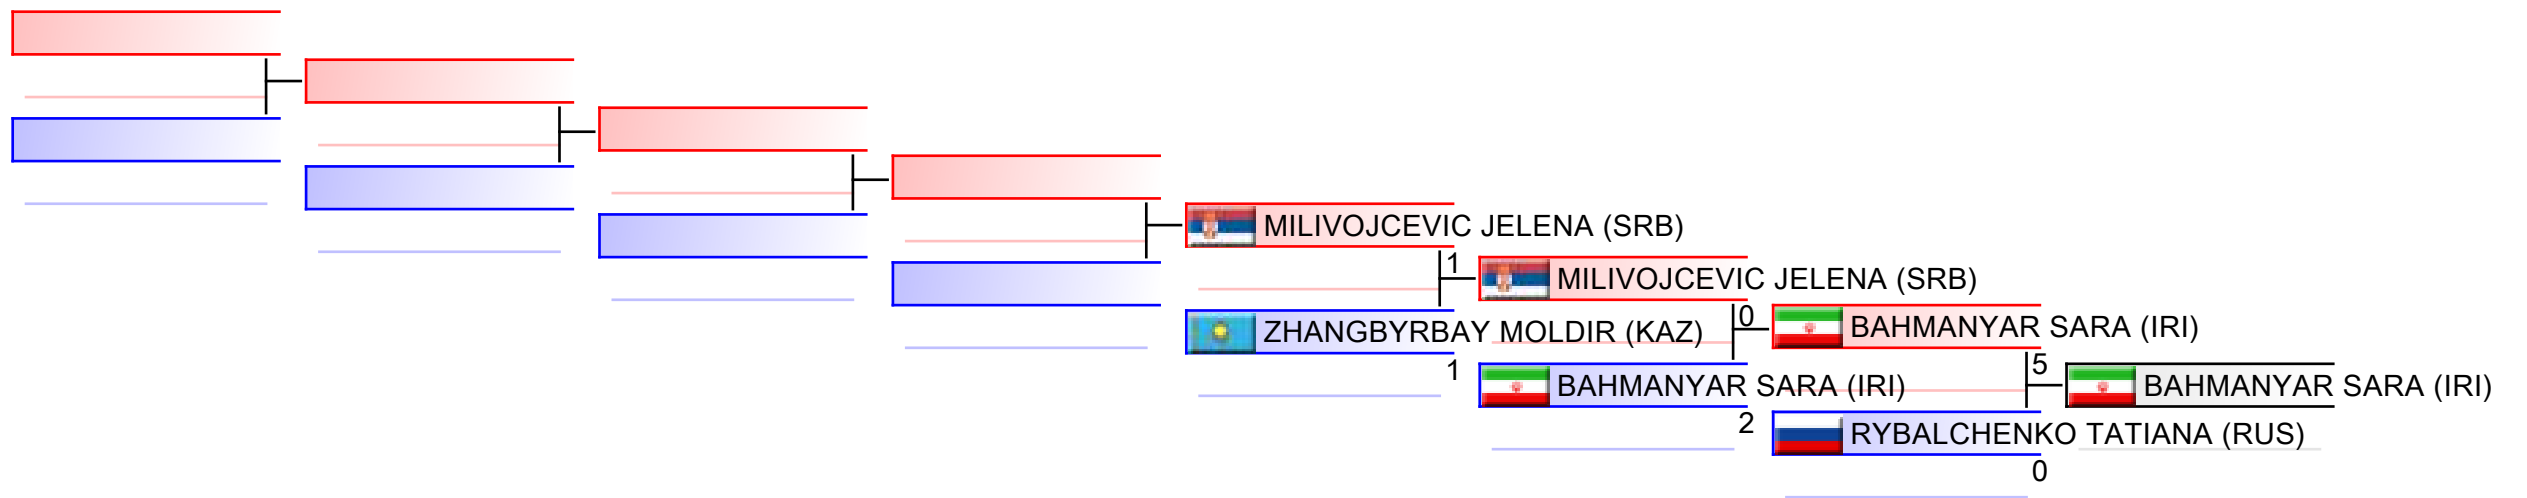 MILIVOJCEVIC JELENA (SRB)
1
MILIVOJCEVIC JELENA (SRB)
ZHANGBYRBAY MOLDIR (KAZ)
1
0
BAHMANYAR SARA (IRI)
BAHMANYAR SARA (IRI)
2
5
BAHMANYAR SARA (IRI)
RYBALCHENKO TATIANA (RUS)
0